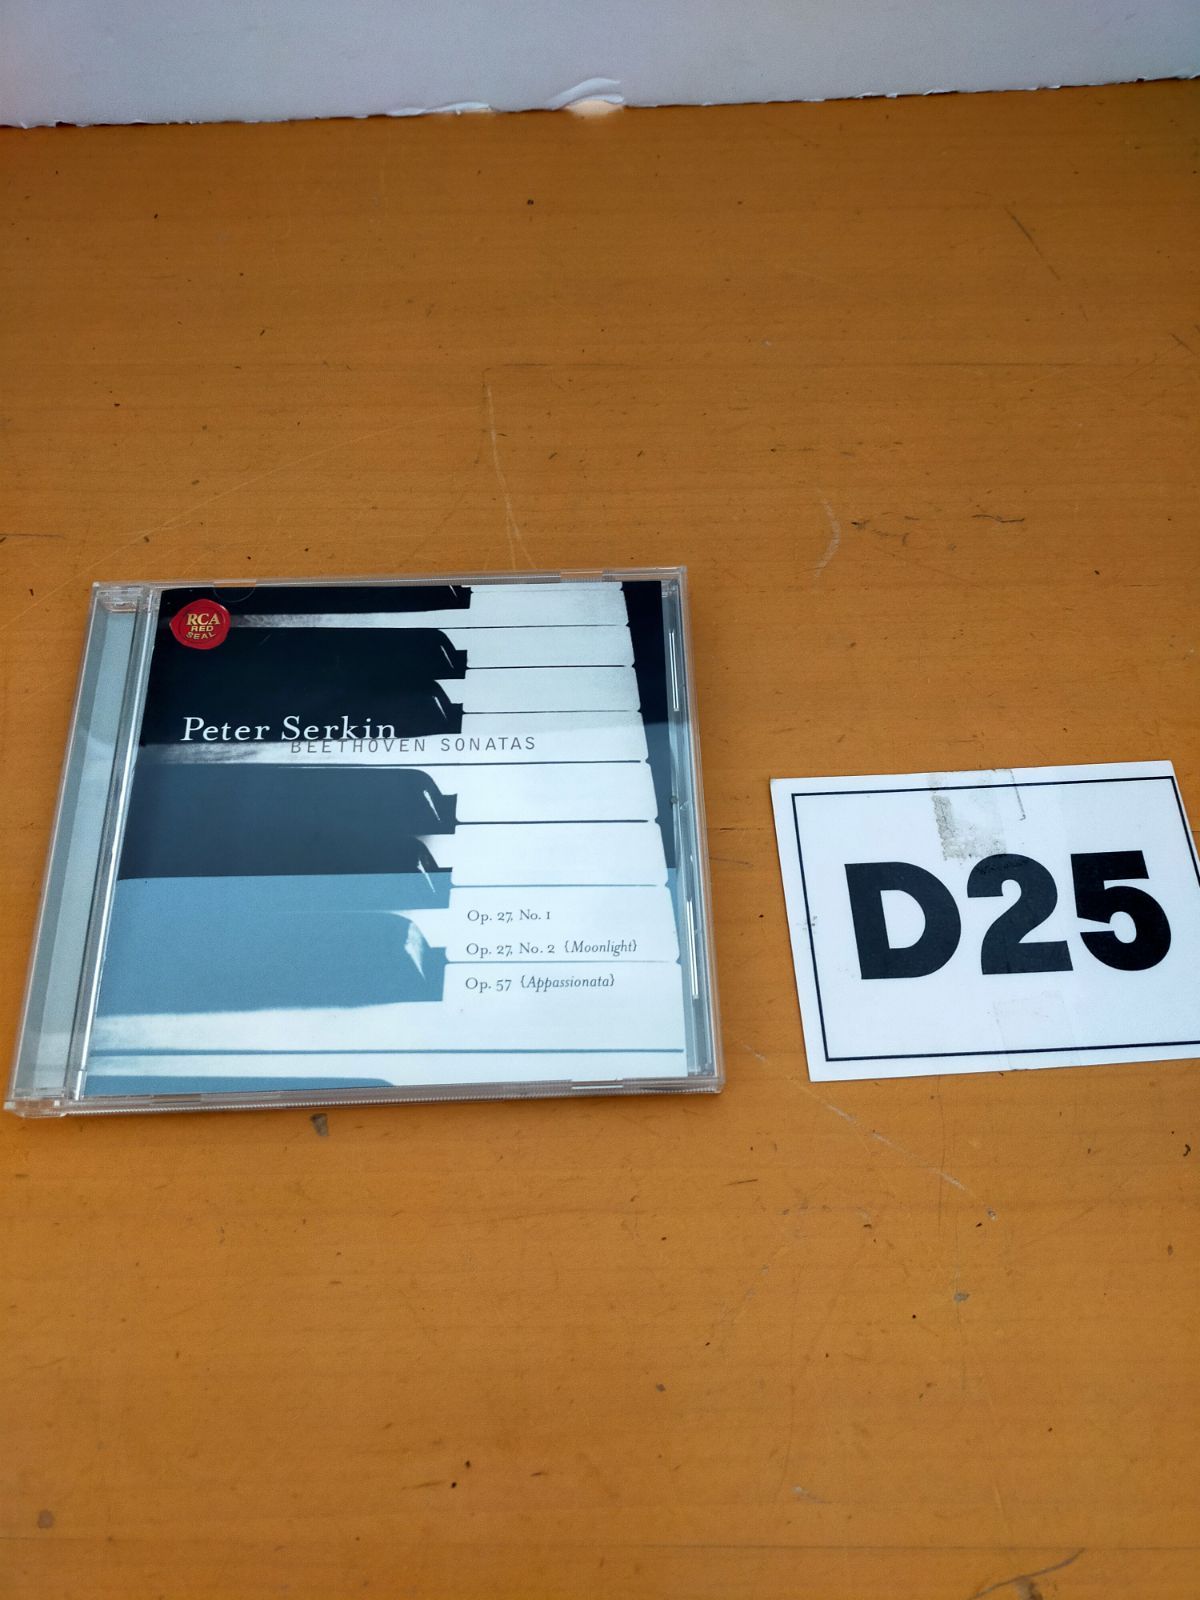 RCA
RED
SEAL
Peter Serkin
BEETHOVEN SONATAS
Op. 27, No. 1
Op. 27, No. 2 {Moonlight}
Op. 57 {Appassionata}
D25